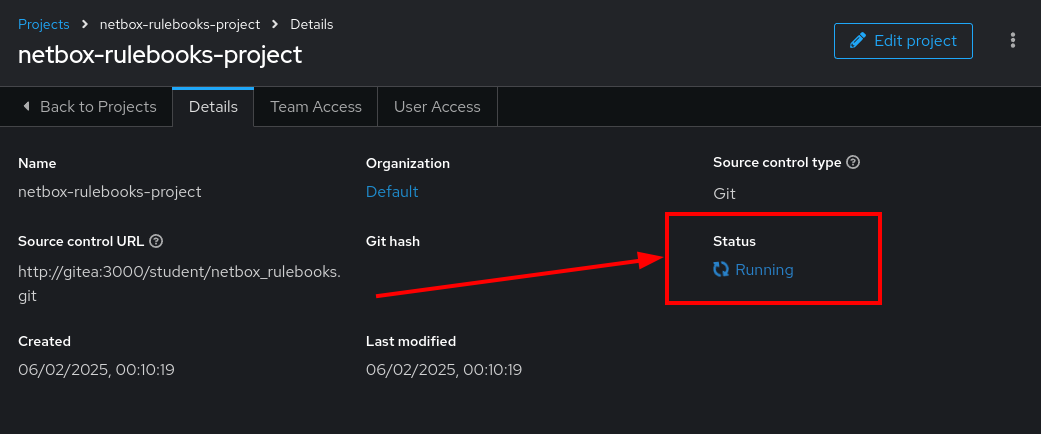 Projects > netbox-rulebooks-project > Details
netbox-rulebooks-project
Edit project
Back to Projects
Details
Team Access
User Access
Name
netbox-rulebooks-project
Organization
Default
Source control type
Git
Source control URL
http://gitea:3000/student/netbox_rulebooks.
git
Git hash
Status
Running
Created
06/02/2025, 00:10:19
Last modified
06/02/2025, 00:10:19